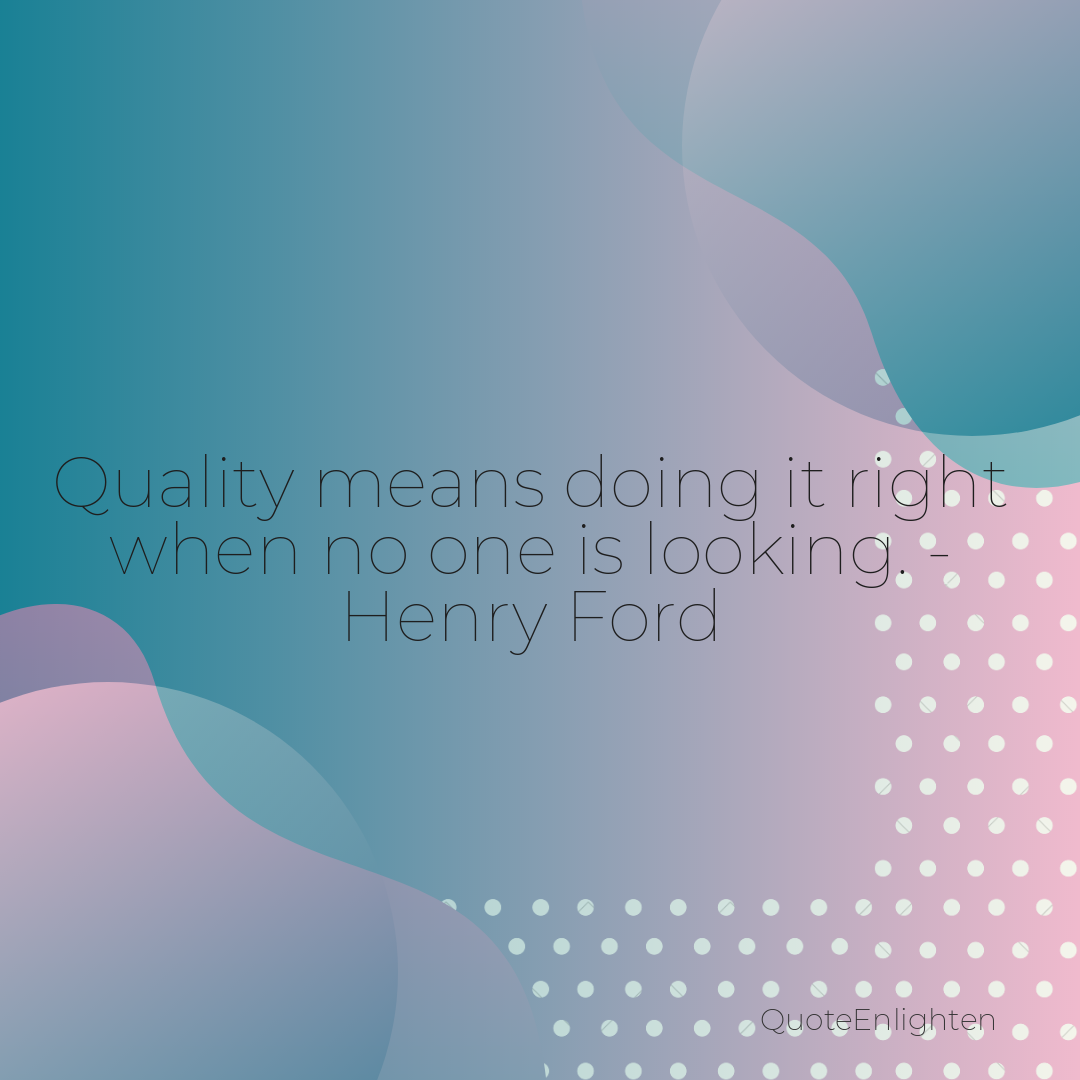 Quality means doing it right
when no one is looking. -
Henry Ford
QuoteEnlighten